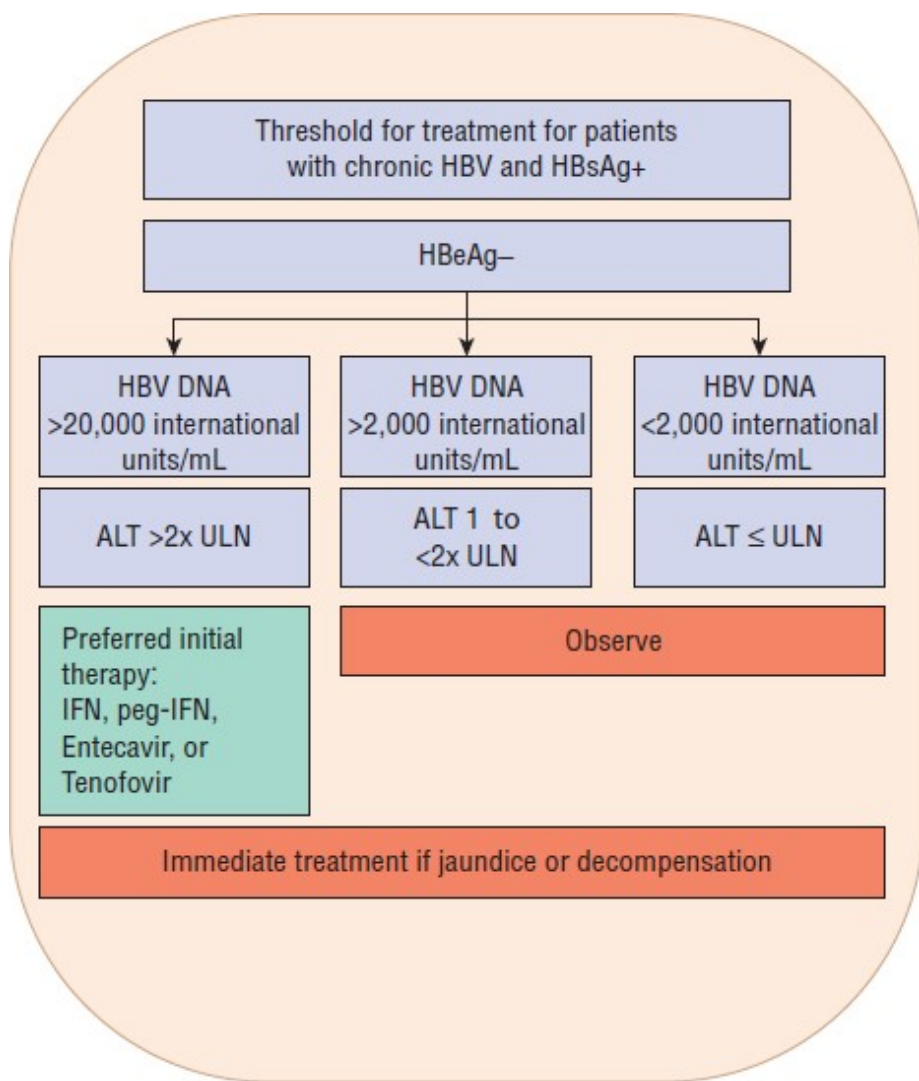 Threshold for treatment for patients
with chronic HBV and HBsAg+
HBeAg–
HBV DNA
>20,000 international
units/mL
HBV DNA
>2,000 international
units/mL
HBV DNA
<2,000 international
units/mL
ALT >2x ULN
ALT 1 to
<2x ULN
ALT ≤ ULN
Preferred initial
therapy:
IFN, peg-IFN,
Entecavir, or
Tenofovir
Observe
Immediate treatment if jaundice or decompensation